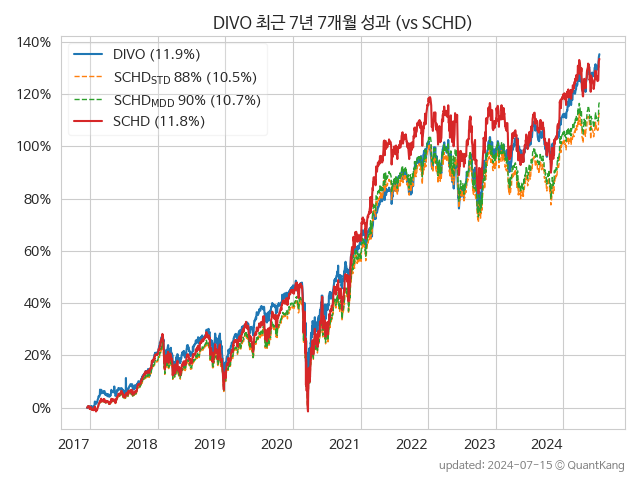 DIVO 최근 7년 7개월 성과 (vs SCHD)
140%
120%
100%
80%
60%
40%
20%
0%
DIVO (11.9%)
SCHD_STD 88% (10.5%)
SCHD_MDD 90% (10.7%)
SCHD (11.8%)
2017 2018 2019 2020 2021 2022 2023 2024
updated: 2024-07-15 © QuantKang